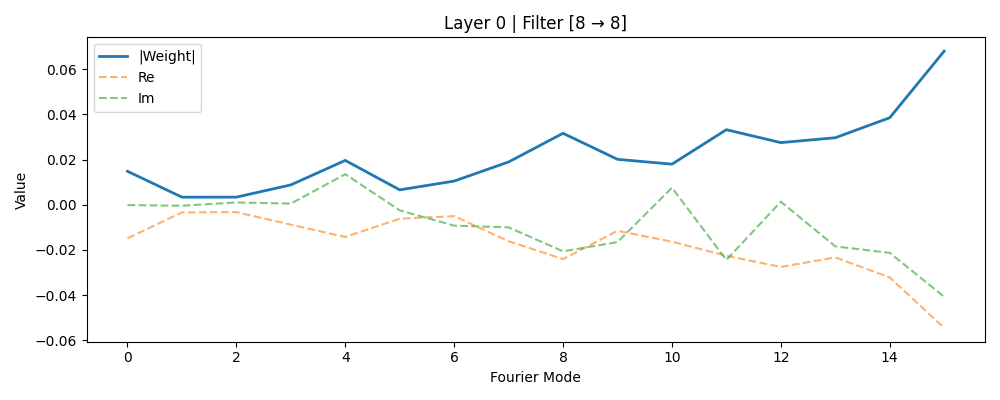 Layer 0 | Filter [8 → 8]
|Weight|
Re
Im
Value
0.06
0.04
0.02
0.00
−0.02
−0.04
−0.06
0 2 4 6 8 10 12 14
Fourier Mode